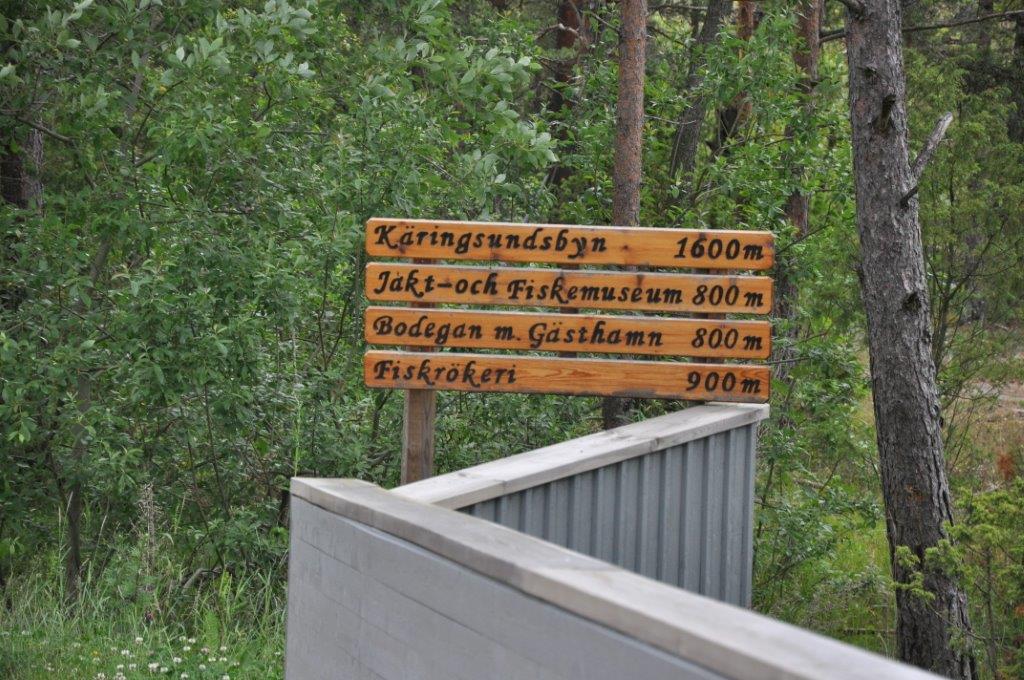 Käringsundsbyn 1600m
Jakt-och Fiskemuseum 800m
Bodegan m. Gästhamn 800m
Fiskrökeri 900m